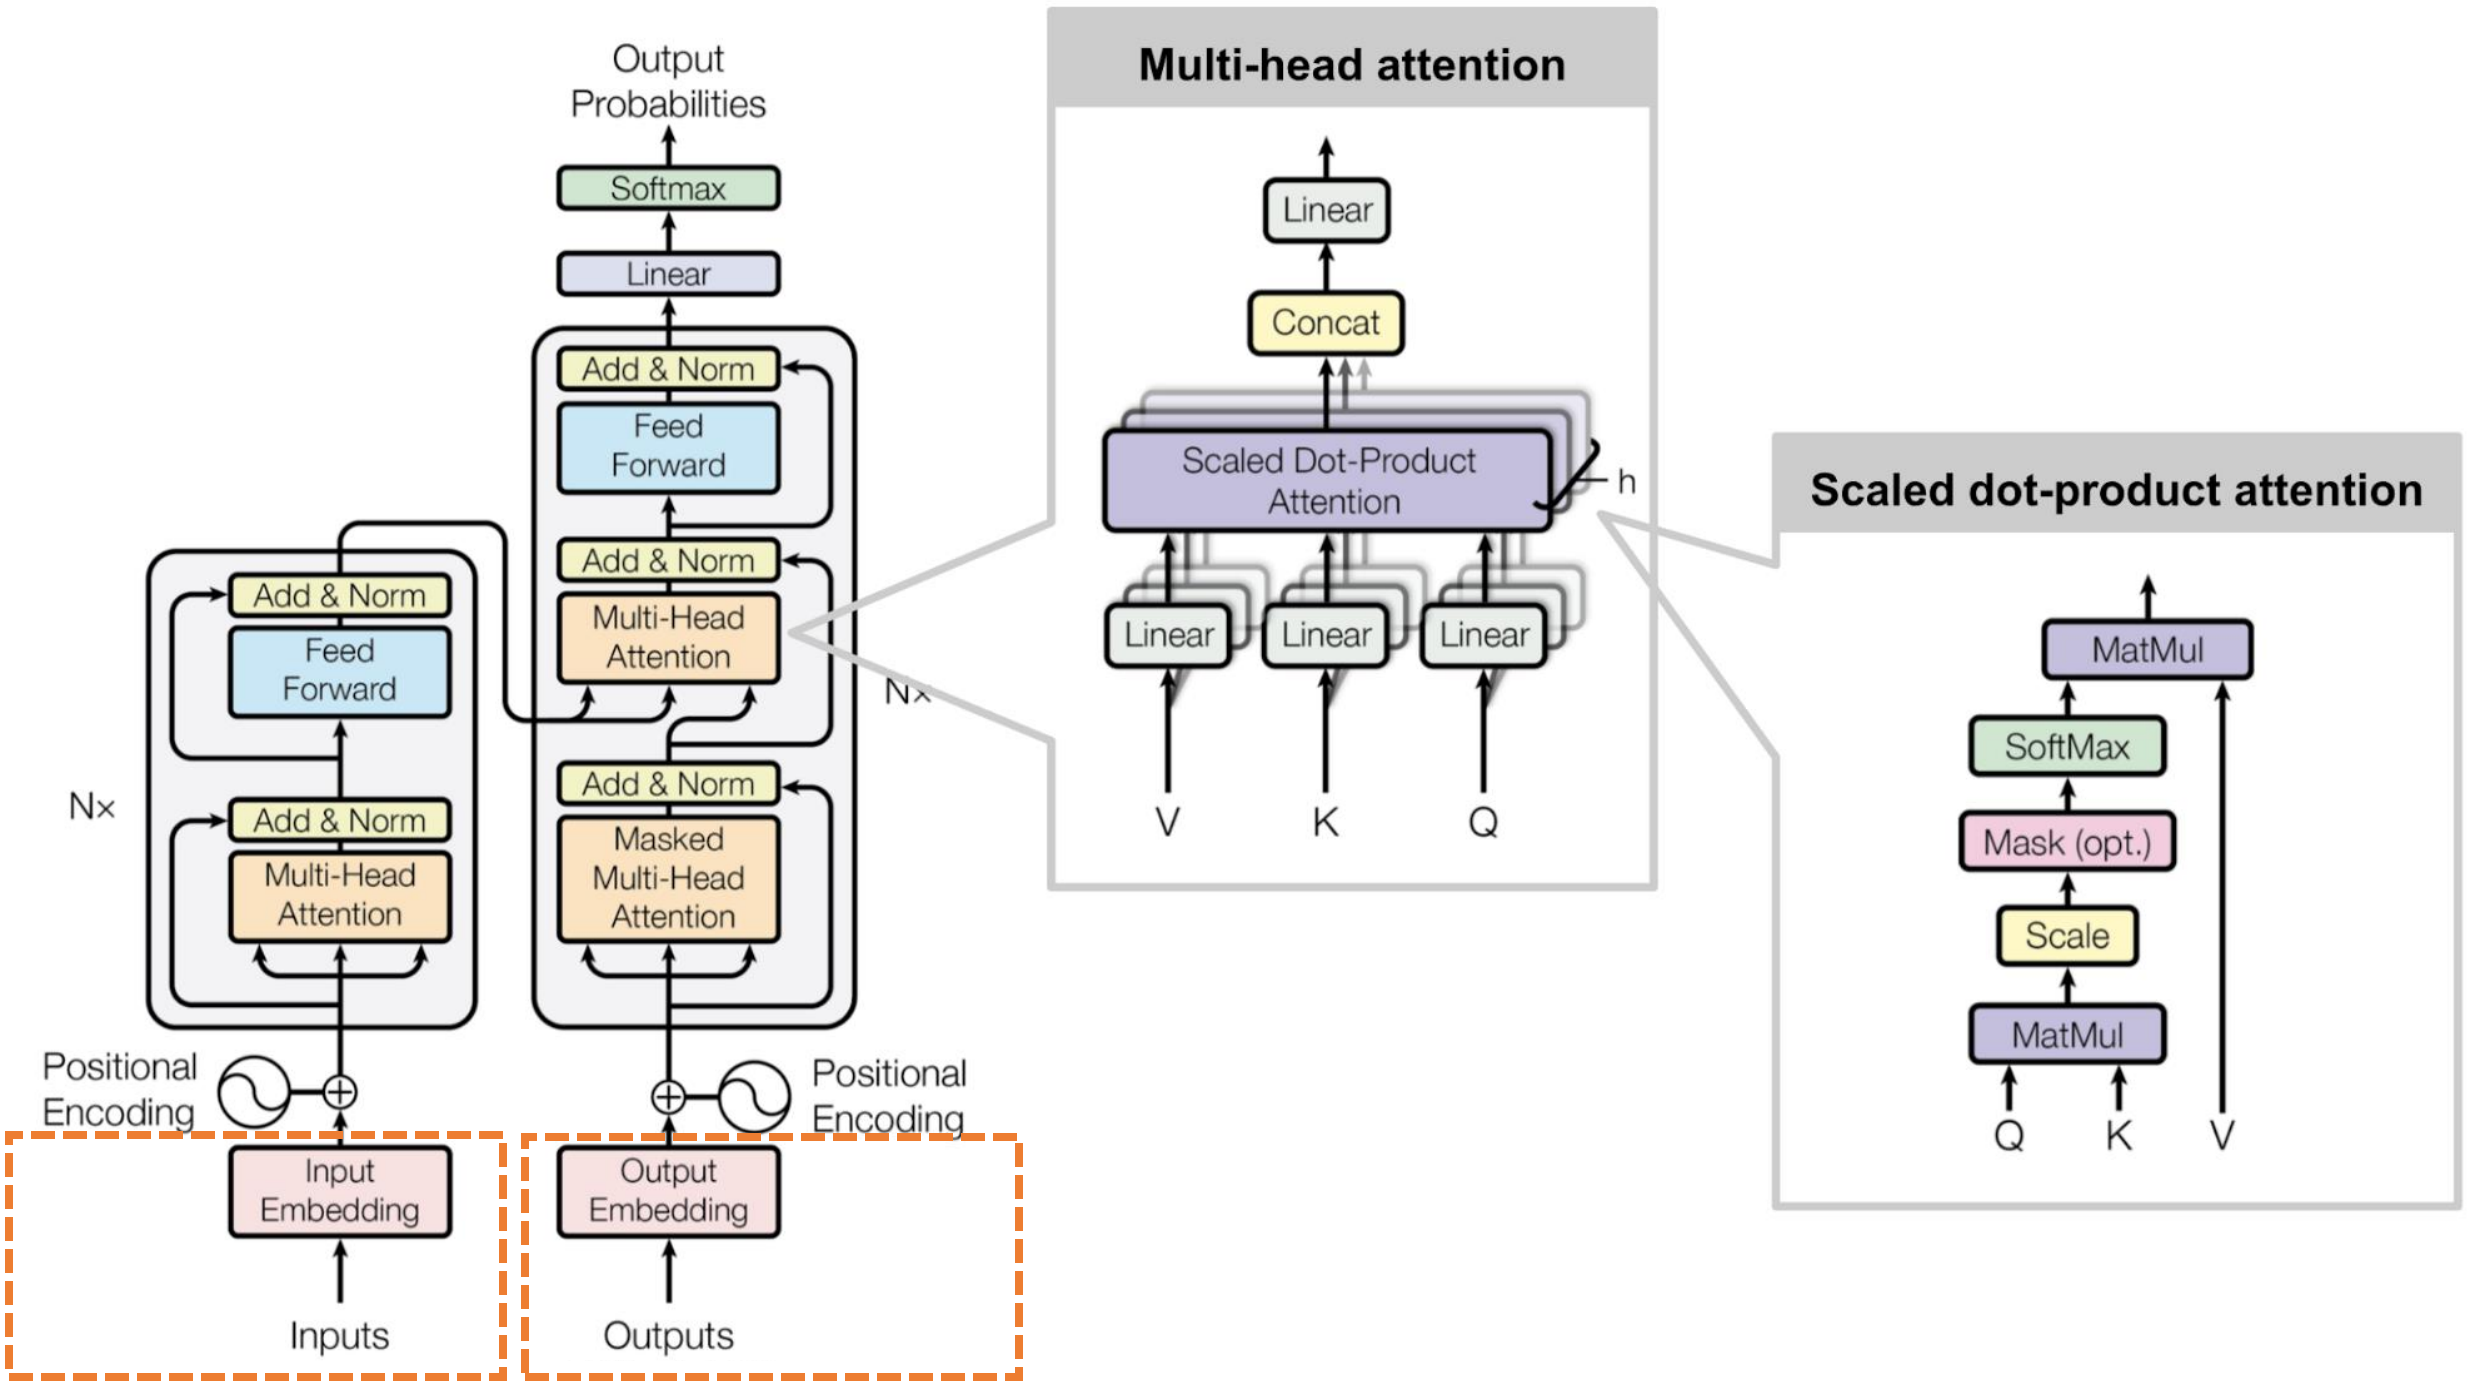 Output
Probabilities
Softmax
Linear
Add & Norm
Feed
Forward
Add & Norm
Multi-Head
Attention
Add & Norm
Masked
Multi-Head
Attention
Nx
Add & Norm
Feed
Forward
Add & Norm
Multi-Head
Attention
Nx
Positional
Encoding
Positional
Encoding
Input
Embedding
Output
Embedding
Inputs
Outputs
Multi-head attention
Linear
Concat
Scaled Dot-Product
Attention
h
Linear
Linear
Linear
V
K
Q
Scaled dot-product attention
MatMul
SoftMax
Mask (opt.)
Scale
MatMul
Q
K
V